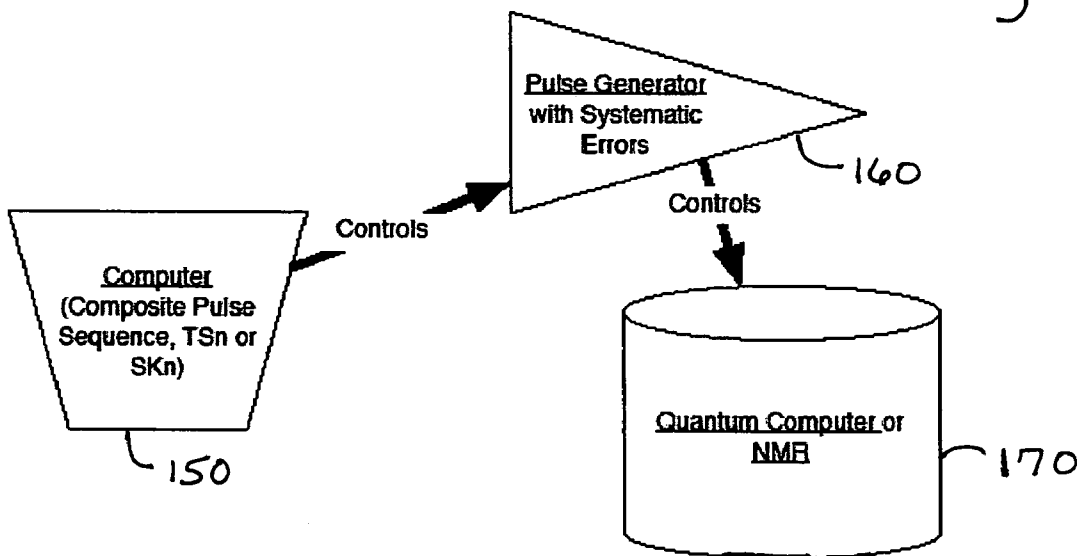 Pulse Generator
with Systematic
Errors
160
Controls
Controls
Computer
(Composite Pulse
Sequence, TSn or
SKn)
150
Quantum Computer or
NMR
170